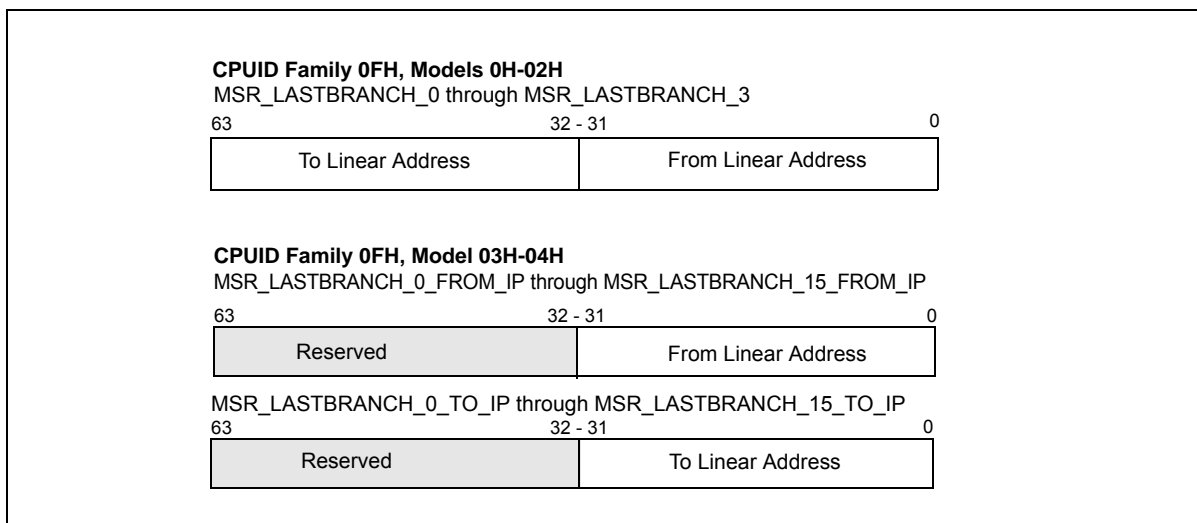 CPUID Family 0FH, Models 0H-02H
MSR_LASTBRANCH_0 through MSR_LASTBRANCH_3
63 32 - 31 0
To Linear Address From Linear Address
CPUID Family 0FH, Model 03H-04H
MSR_LASTBRANCH_0_FROM_IP through MSR_LASTBRANCH_15_FROM_IP
63 32 - 31 0
Reserved From Linear Address
MSR_LASTBRANCH_0_TO_IP through MSR_LASTBRANCH_15_TO_IP
63 32 - 31 0
Reserved To Linear Address